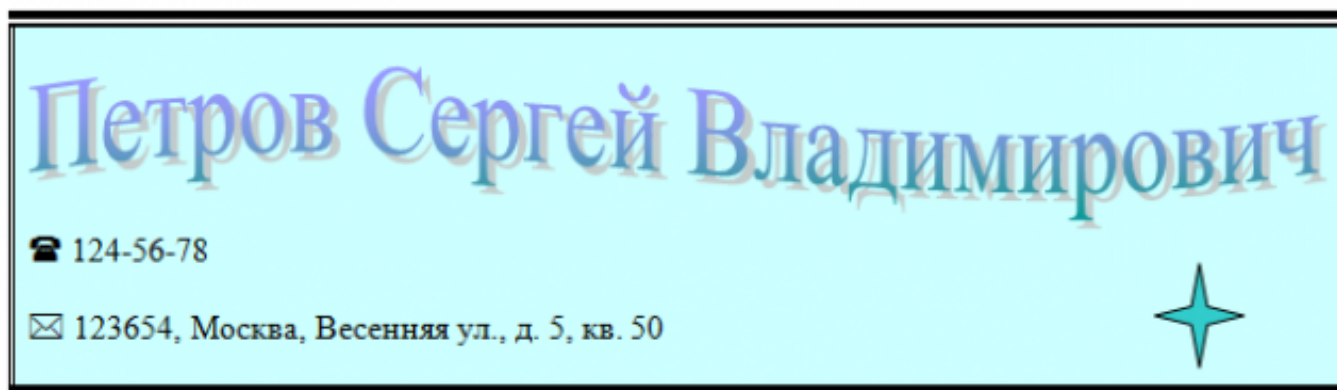 Петров Сергей Владимирович
☎ 124-56-78
✉ 123654, Москва, Весенняя ул., д. 5, кв. 50